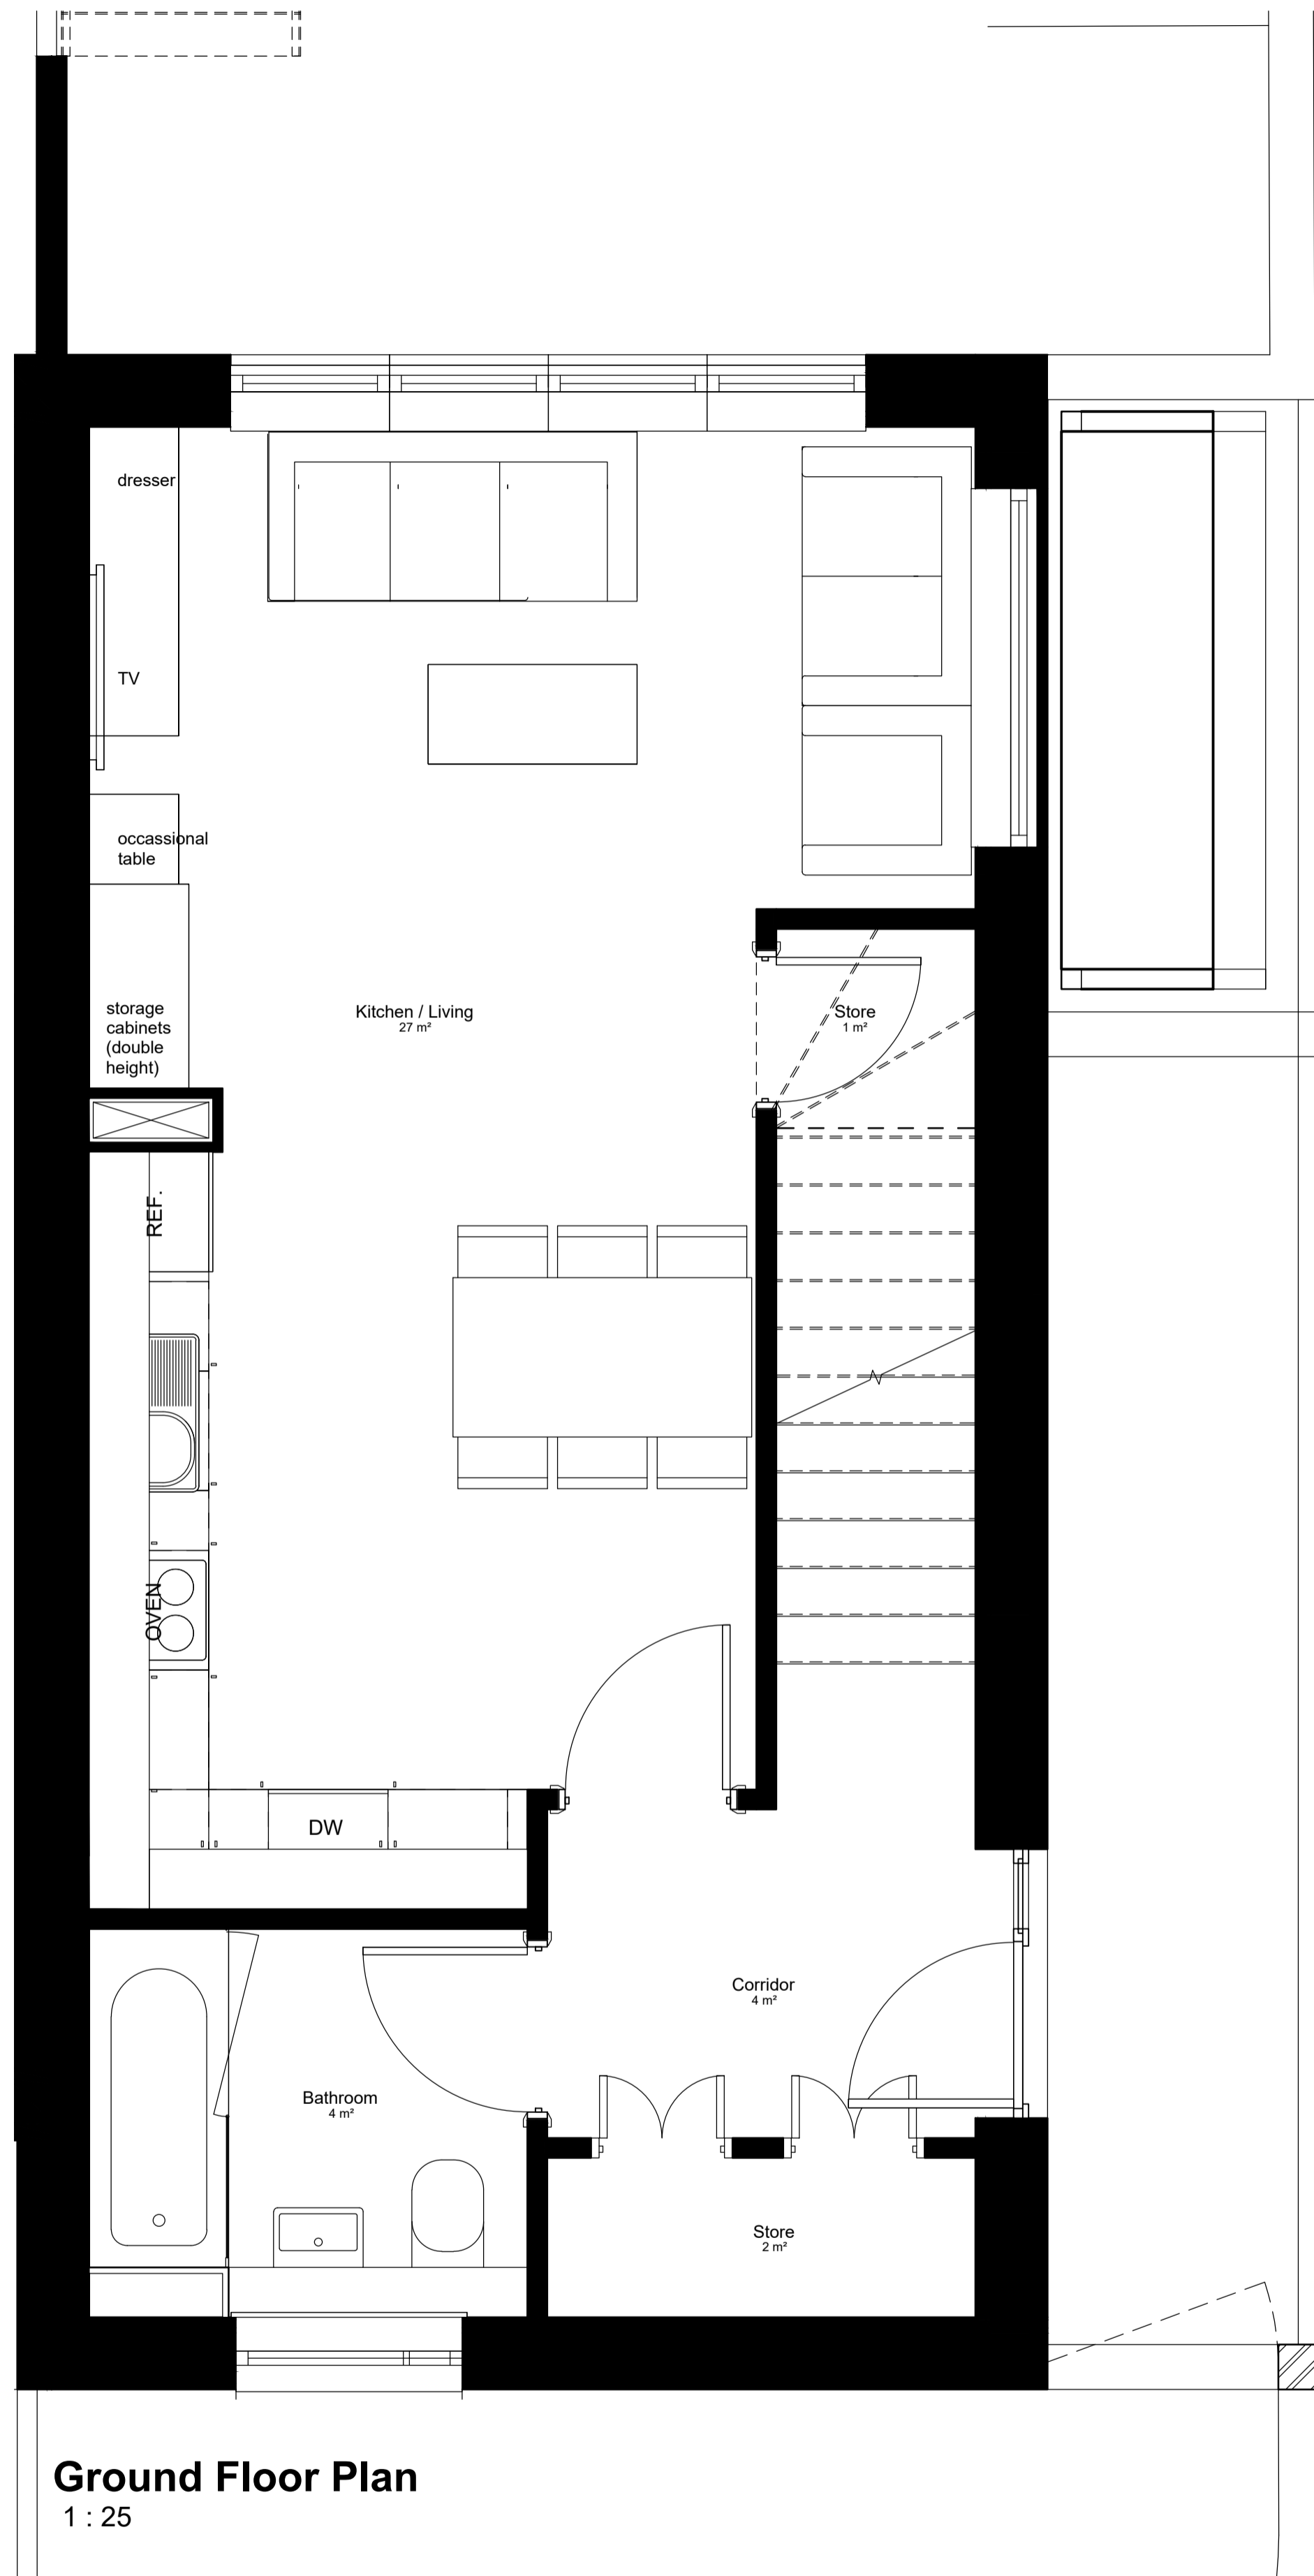 dresser
TV
occassional
table
storage
cabinets
(double
height)
Kitchen / Living
27 m²
Store
1 m²
REF.
OVEN
DW
Corridor
4 m²
Bathroom
4 m²
Store
2 m²
Ground Floor Plan
1 : 25